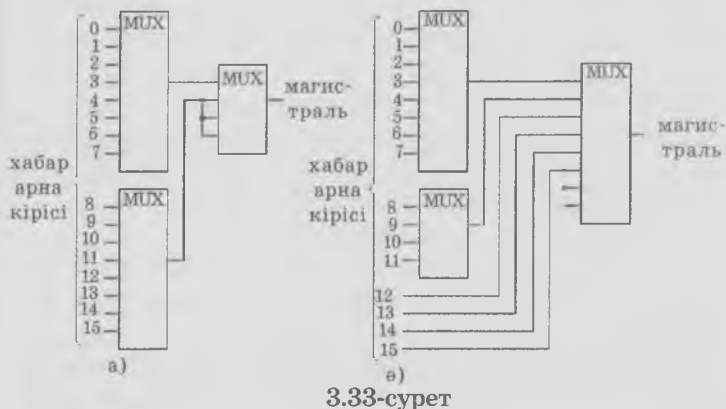 MUX
0
1
2
3
4
5
6
7
MUX
8
9
10
11
12
13
14
15
MUX
магис-
траль
хабар
арна
кірісі
а)
MUX
0
1
2
3
4
5
6
7
MUX
8
9
10
11
12
13
14
15
MUX
магис-
траль
хабар
арна
кірісі
ә)
3.33-сурет